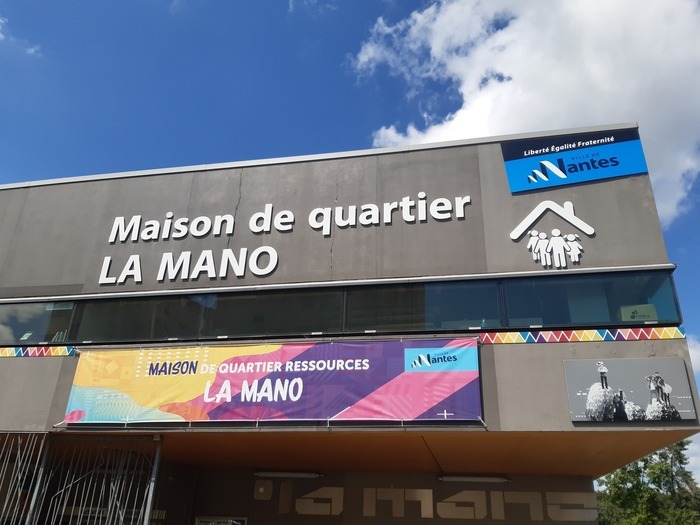 Liberté Égalité Fraternité
VILLE DE
Nantes
Maison de quartier
LA MANO
MAISON DE QUARTIER RESSOURCES
LA MANO
Nantes
la mano